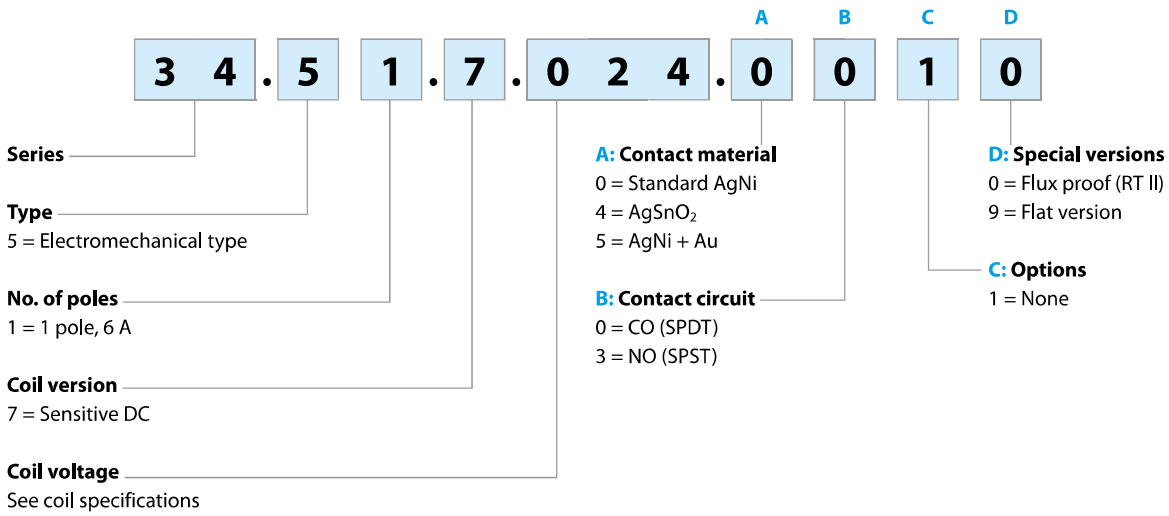 A B C D
3 4 . 5 1 . 7 . 0 2 4 . 0 0 1 0
Series
Type
5 = Electromechanical type
No. of poles
1 = 1 pole, 6 A
Coil version
7 = Sensitive DC
Coil voltage
See coil specifications
A: Contact material
0 = Standard AgNi
4 = AgSnO₂
5 = AgNi + Au
B: Contact circuit
0 = CO (SPDT)
3 = NO (SPST)
D: Special versions
0 = Flux proof (RT II)
9 = Flat version
C: Options
1 = None